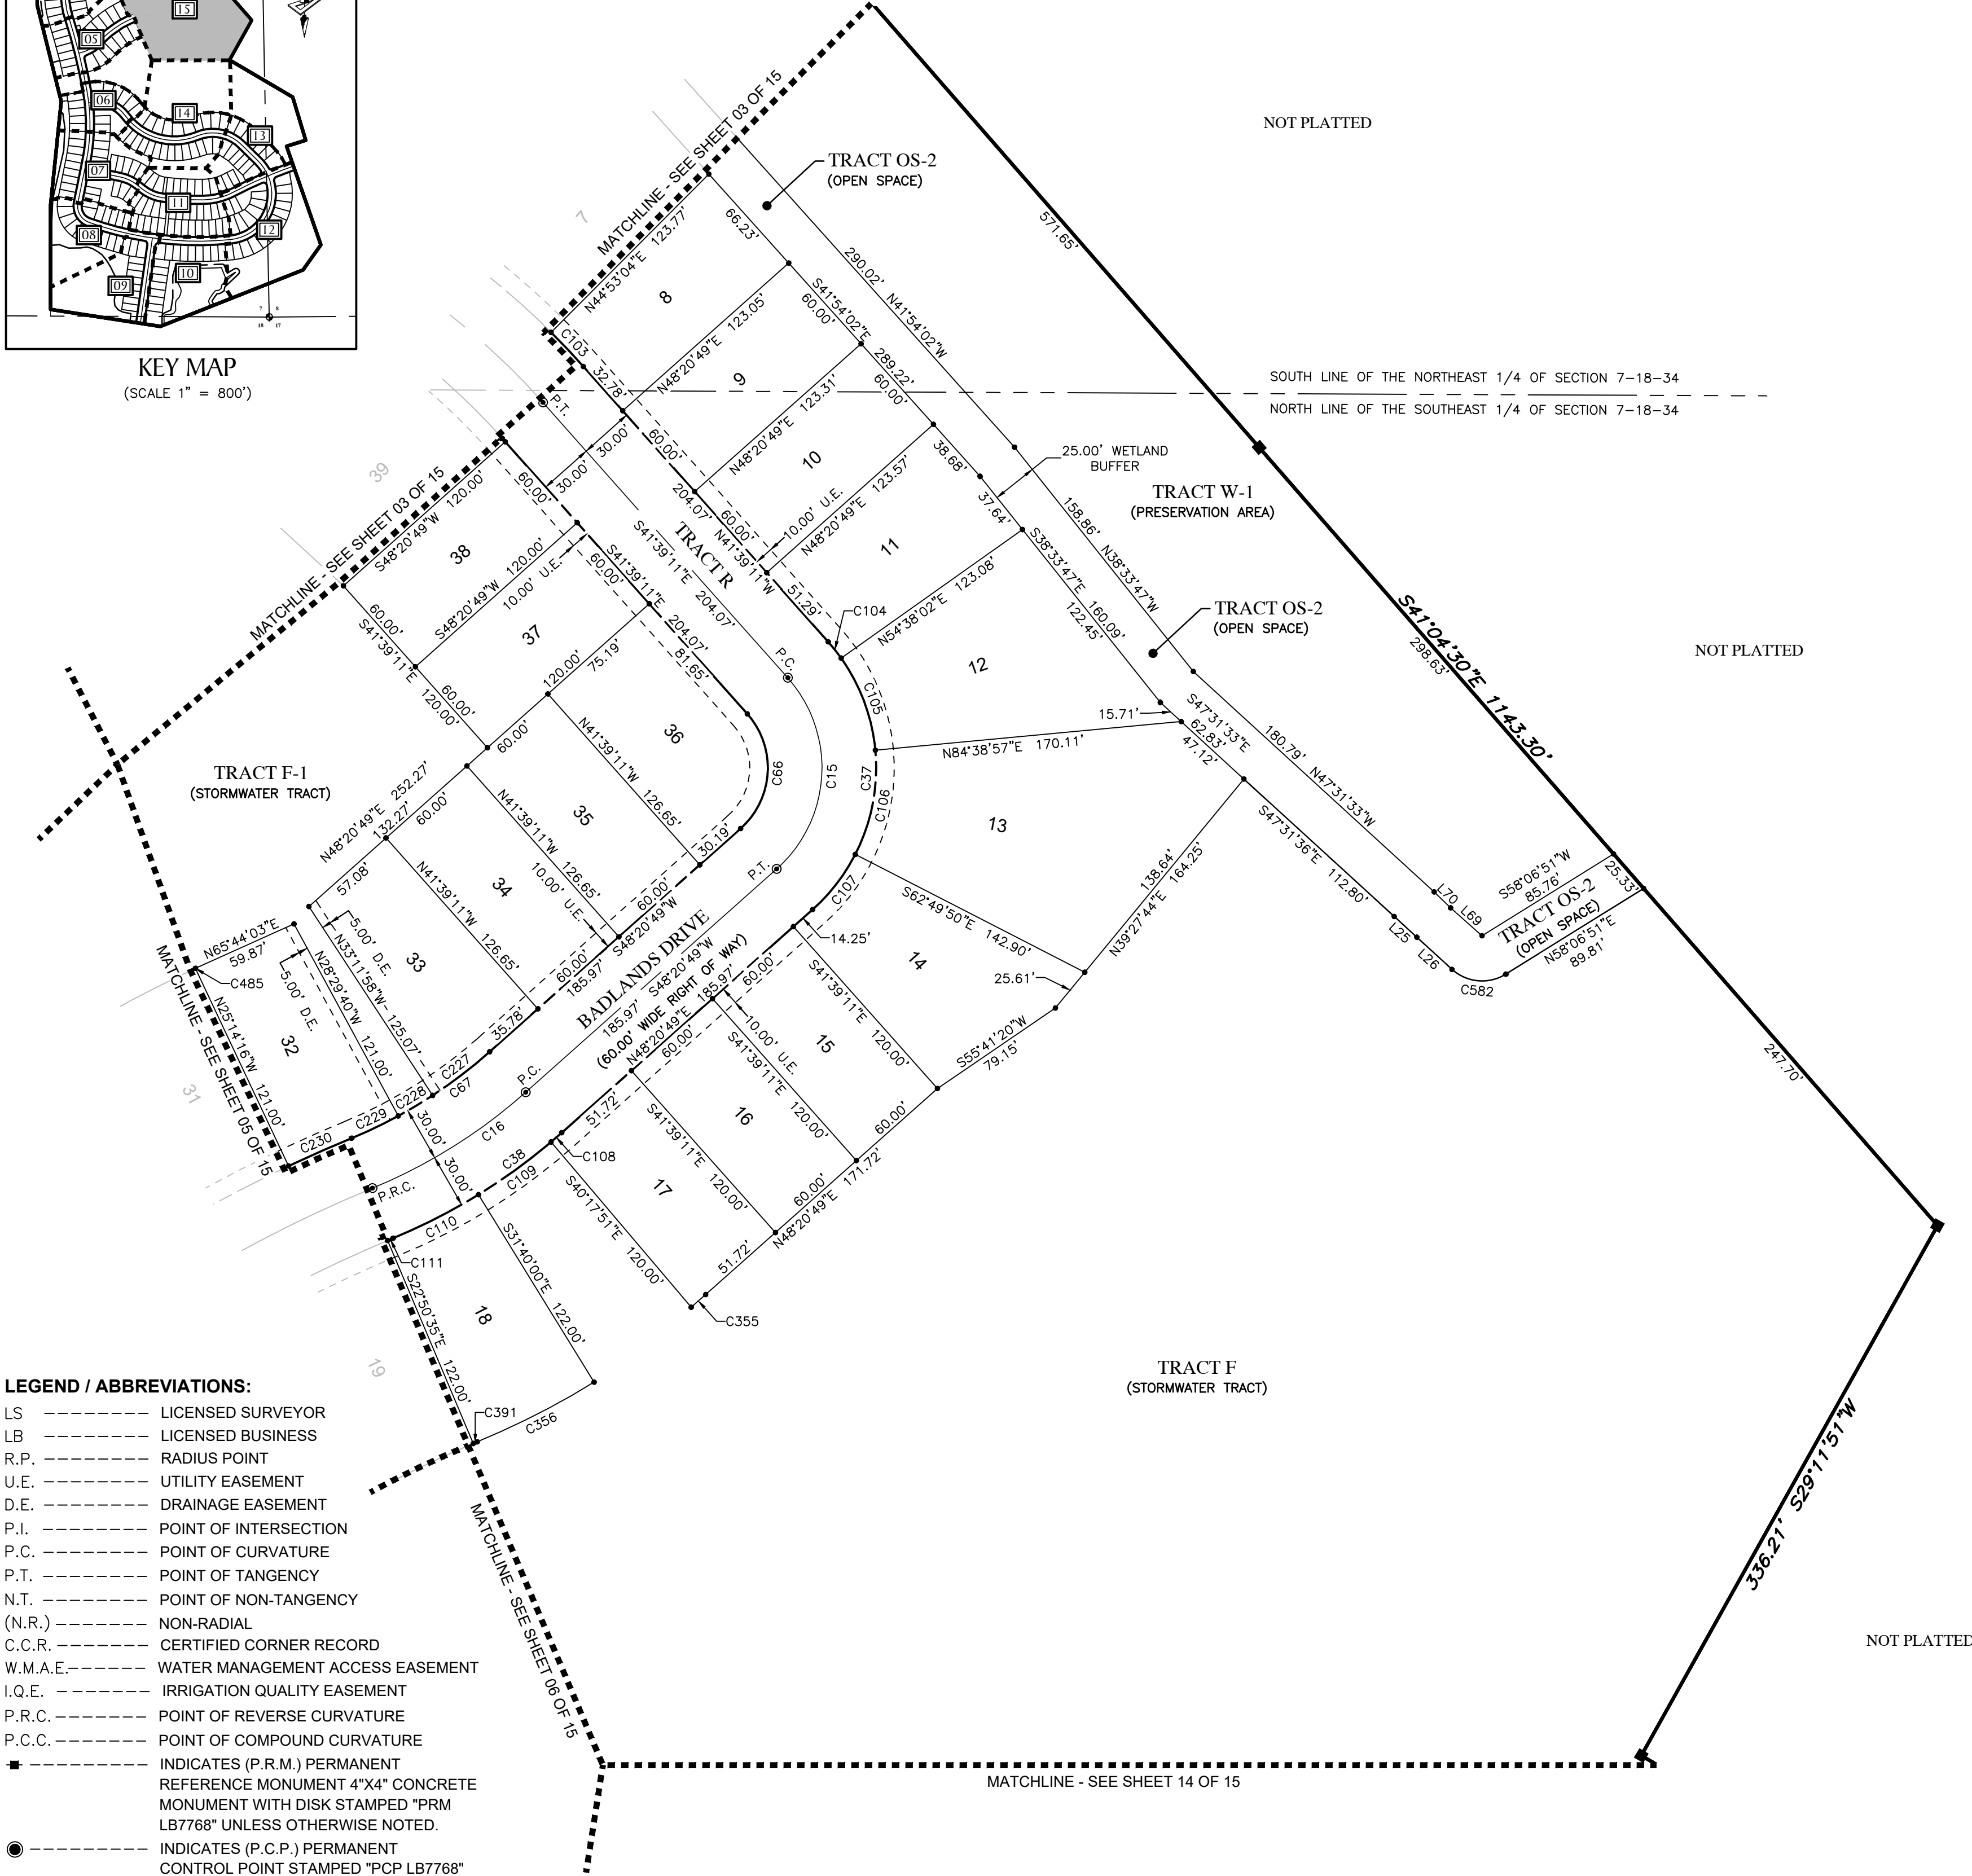 15
05
06
14
13
07
11
12
08
10
09
7 8
18 17
KEY MAP
(SCALE 1" = 800')
MATCHLINE - SEE SHEET 03 OF 15
NOT PLATTED
TRACT OS-2
(OPEN SPACE)
7
N44°53'04"E 123.77'
66.23'
571.65'
290.02' N41°54'02"W
8
C103
32.78'
N48°20'49"E 123.05'
S41°54'02"E
60.00'
289.22'
9
60.00'
SOUTH LINE OF THE NORTHEAST 1/4 OF SECTION 7-18-34
NORTH LINE OF THE SOUTHEAST 1/4 OF SECTION 7-18-34
P.T.
30.00'
30.00'
60.00'
N48°20'49"E 123.31'
10
38.68'
25.00' WETLAND
BUFFER
TRACT W-1
(PRESERVATION AREA)
39
MATCHLINE - SEE SHEET 03 OF 15
S48°20'49"W 120.00'
60.00'
204.07'
60.00'
N41°39'11"W
10.00' U.E.
N48°20'49"E 123.57'
37.64'
158.86' N38°33'47"W
38
TRACT R
S41°39'11"E 204.07'
11
S48°20'49"W 120.00'
10.00' U.E.
60.00'
S41°39'11"E
204.07'
81.65'
51.29'
C104
N54°38'02"E 123.08'
S38°33'47"E 160.09'
122.45'
TRACT OS-2
(OPEN SPACE)
S41°04'30"E 1143.30'
298.63'
NOT PLATTED
60.00'
S41°39'11"E 120.00'
60.00'
37
120.00'
75.19'
P.C.
12
C105
15.71'
S47°31'33"E
62.83'
47.12'
N84°38'57"E 170.11'
180.79' N47°31'33"W
36
60.00'
N41°39'11"W 126.65'
C66
C15
C37
C106
TRACT F-1
(STORMWATER TRACT)
N48°20'49"E 252.27'
132.27'
60.00'
N41°39'11"W 126.65'
35
30.19'
13
138.64'
N39°27'44"E 164.25'
S47°31'36"E 112.80'
25.33'
57.08'
N41°39'11"W 126.65'
34
10.00' U.E.
60.00'
S48°20'49"W
P.T.
C107
S62°49'50"E 142.90'
L70
L69
S58°06'51"W
85.76'
TRACT OS-2
(OPEN SPACE)
N58°06'51"E
89.81'
L25
L26
C582
MATCHLINE - SEE SHEET 05 OF 15
N65°44'03"E
59.87'
C485
5.00' D.E.
5.00' D.E.
N33°11'58"W 125.07'
33
60.00'
185.97'
BADLANDS DRIVE
185.97' S48°20'49"W
(60.00' WIDE RIGHT OF WAY)
14.25'
14
25.61'
N25°14'16"W 121.00'
32
N28°29'40"W 121.00'
35.78'
60.00'
185.97'
N48°20'49"E
60.00'
S41°39'11"E 120.00'
10.00' U.E.
15
S55°41'20"W
79.15'
247.70'
31
C227
C67
C228
C229
C230
P.C.
C16
30.00'
30.00'
51.72'
S41°39'11"E 120.00'
16
60.00'
P.R.C.
C38
C109
C108
S41°39'11"E 120.00'
17
60.00'
N48°20'49"E 171.72'
S40°17'51"E 120.00'
51.72'
C355
C110
C111
S22°50'35"E 122.00'
18
S31°40'00"E 122.00'
19
C391
C356
TRACT F
(STORMWATER TRACT)
336.21' S29°11'51"W
NOT PLATTED
MATCHLINE - SEE SHEET 06 OF 15
MATCHLINE - SEE SHEET 14 OF 15
LEGEND / ABBREVIATIONS:
LS LICENSED SURVEYOR
LB LICENSED BUSINESS
R.P. RADIUS POINT
U.E. UTILITY EASEMENT
D.E. DRAINAGE EASEMENT
P.I. POINT OF INTERSECTION
P.C. POINT OF CURVATURE
P.T. POINT OF TANGENCY
N.T. POINT OF NON-TANGENCY
(N.R.) NON-RADIAL
C.C.R. CERTIFIED CORNER RECORD
W.M.A.E. WATER MANAGEMENT ACCESS EASEMENT
I.Q.E. IRRIGATION QUALITY EASEMENT
P.R.C. POINT OF REVERSE CURVATURE
P.C.C. POINT OF COMPOUND CURVATURE
INDICATES (P.R.M.) PERMANENT
REFERENCE MONUMENT 4"X4" CONCRETE
MONUMENT WITH DISK STAMPED "PRM
LB7768" UNLESS OTHERWISE NOTED.
INDICATES (P.C.P.) PERMANENT
CONTROL POINT STAMPED "PCP LB7768"